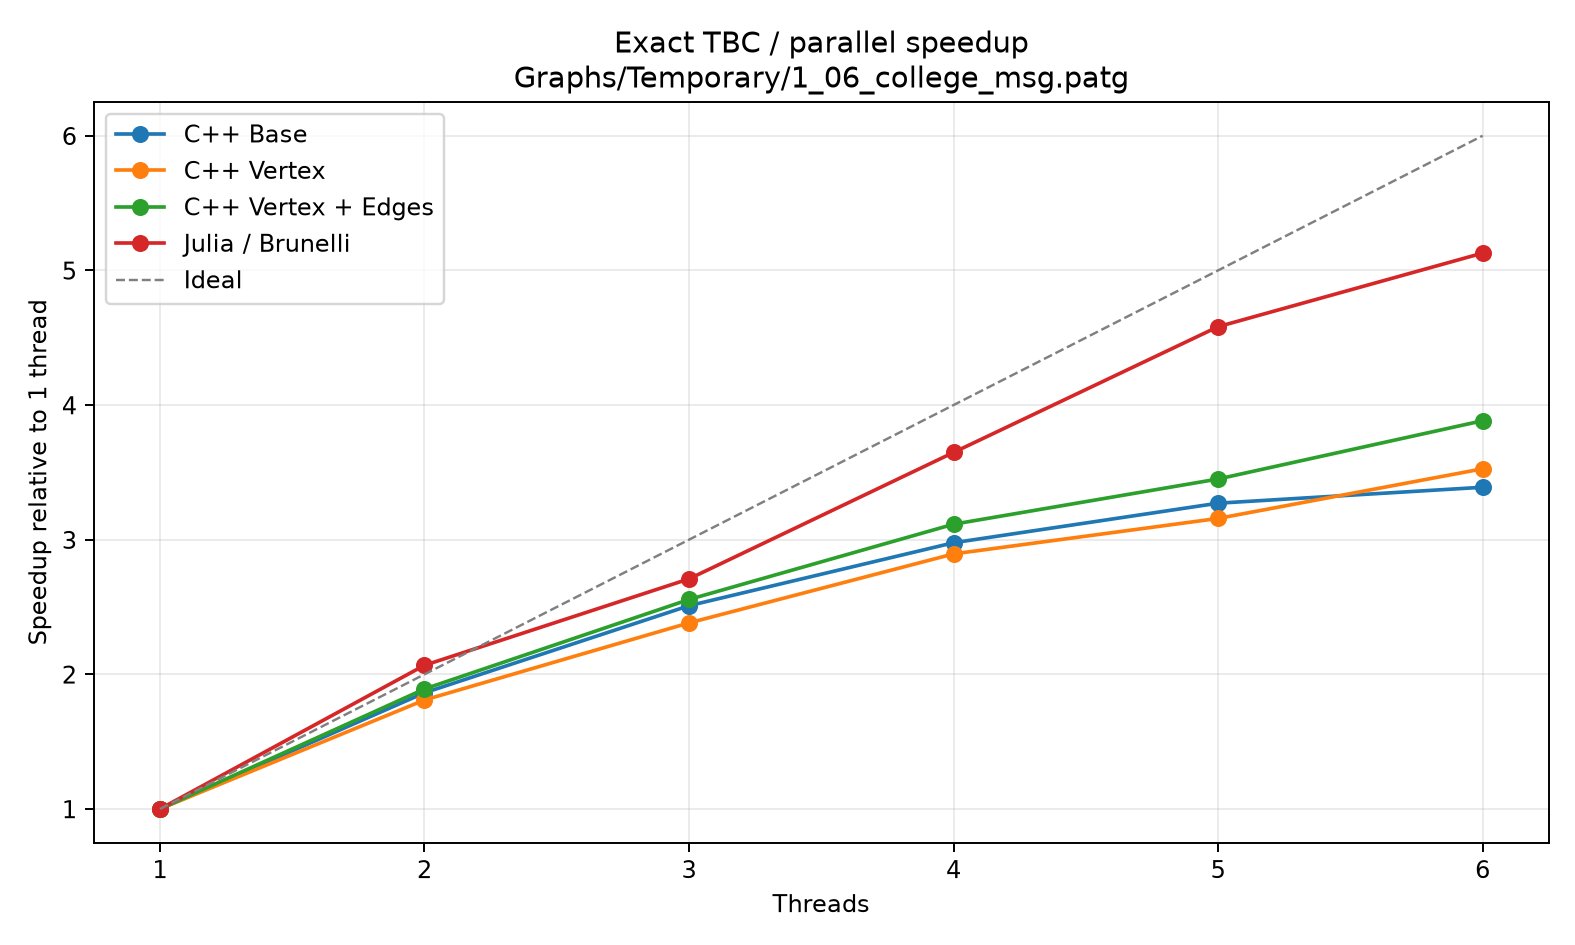 Exact TBC / parallel speedup
Graphs/Temporary/1_06_college_msg.patg
C++ Base
C++ Vertex
C++ Vertex + Edges
Julia / Brunelli
Ideal
Speedup relative to 1 thread
6
5
4
3
2
1
1 2 3 4 5 6
Threads